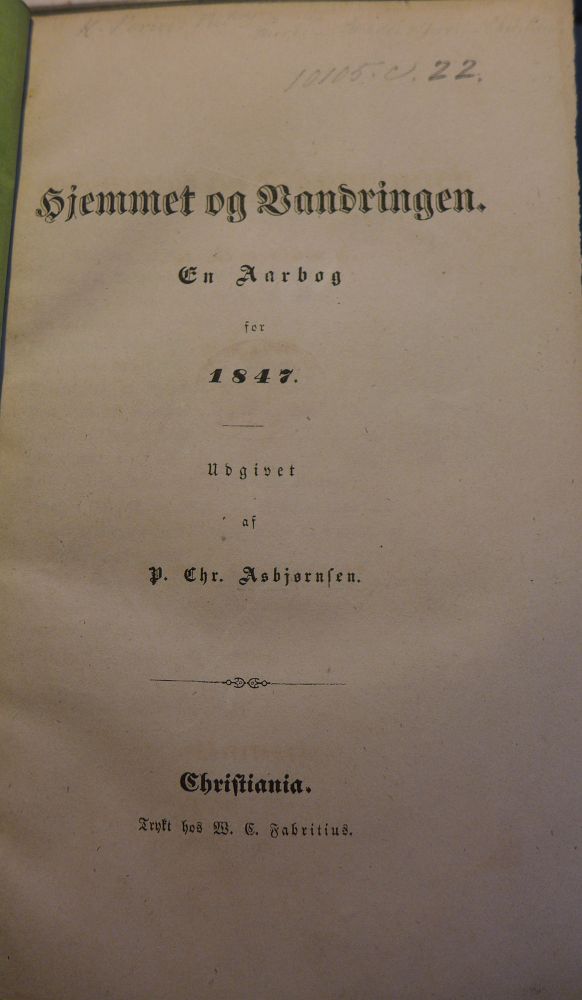 10105. c. 22.
Hjemmet og Vandringen.
En Aarbog
for
1847.
Udgivet
af
P. Chr. Asbjørnsen.
Christiania.
Trykt hos W. C. Fabritius.